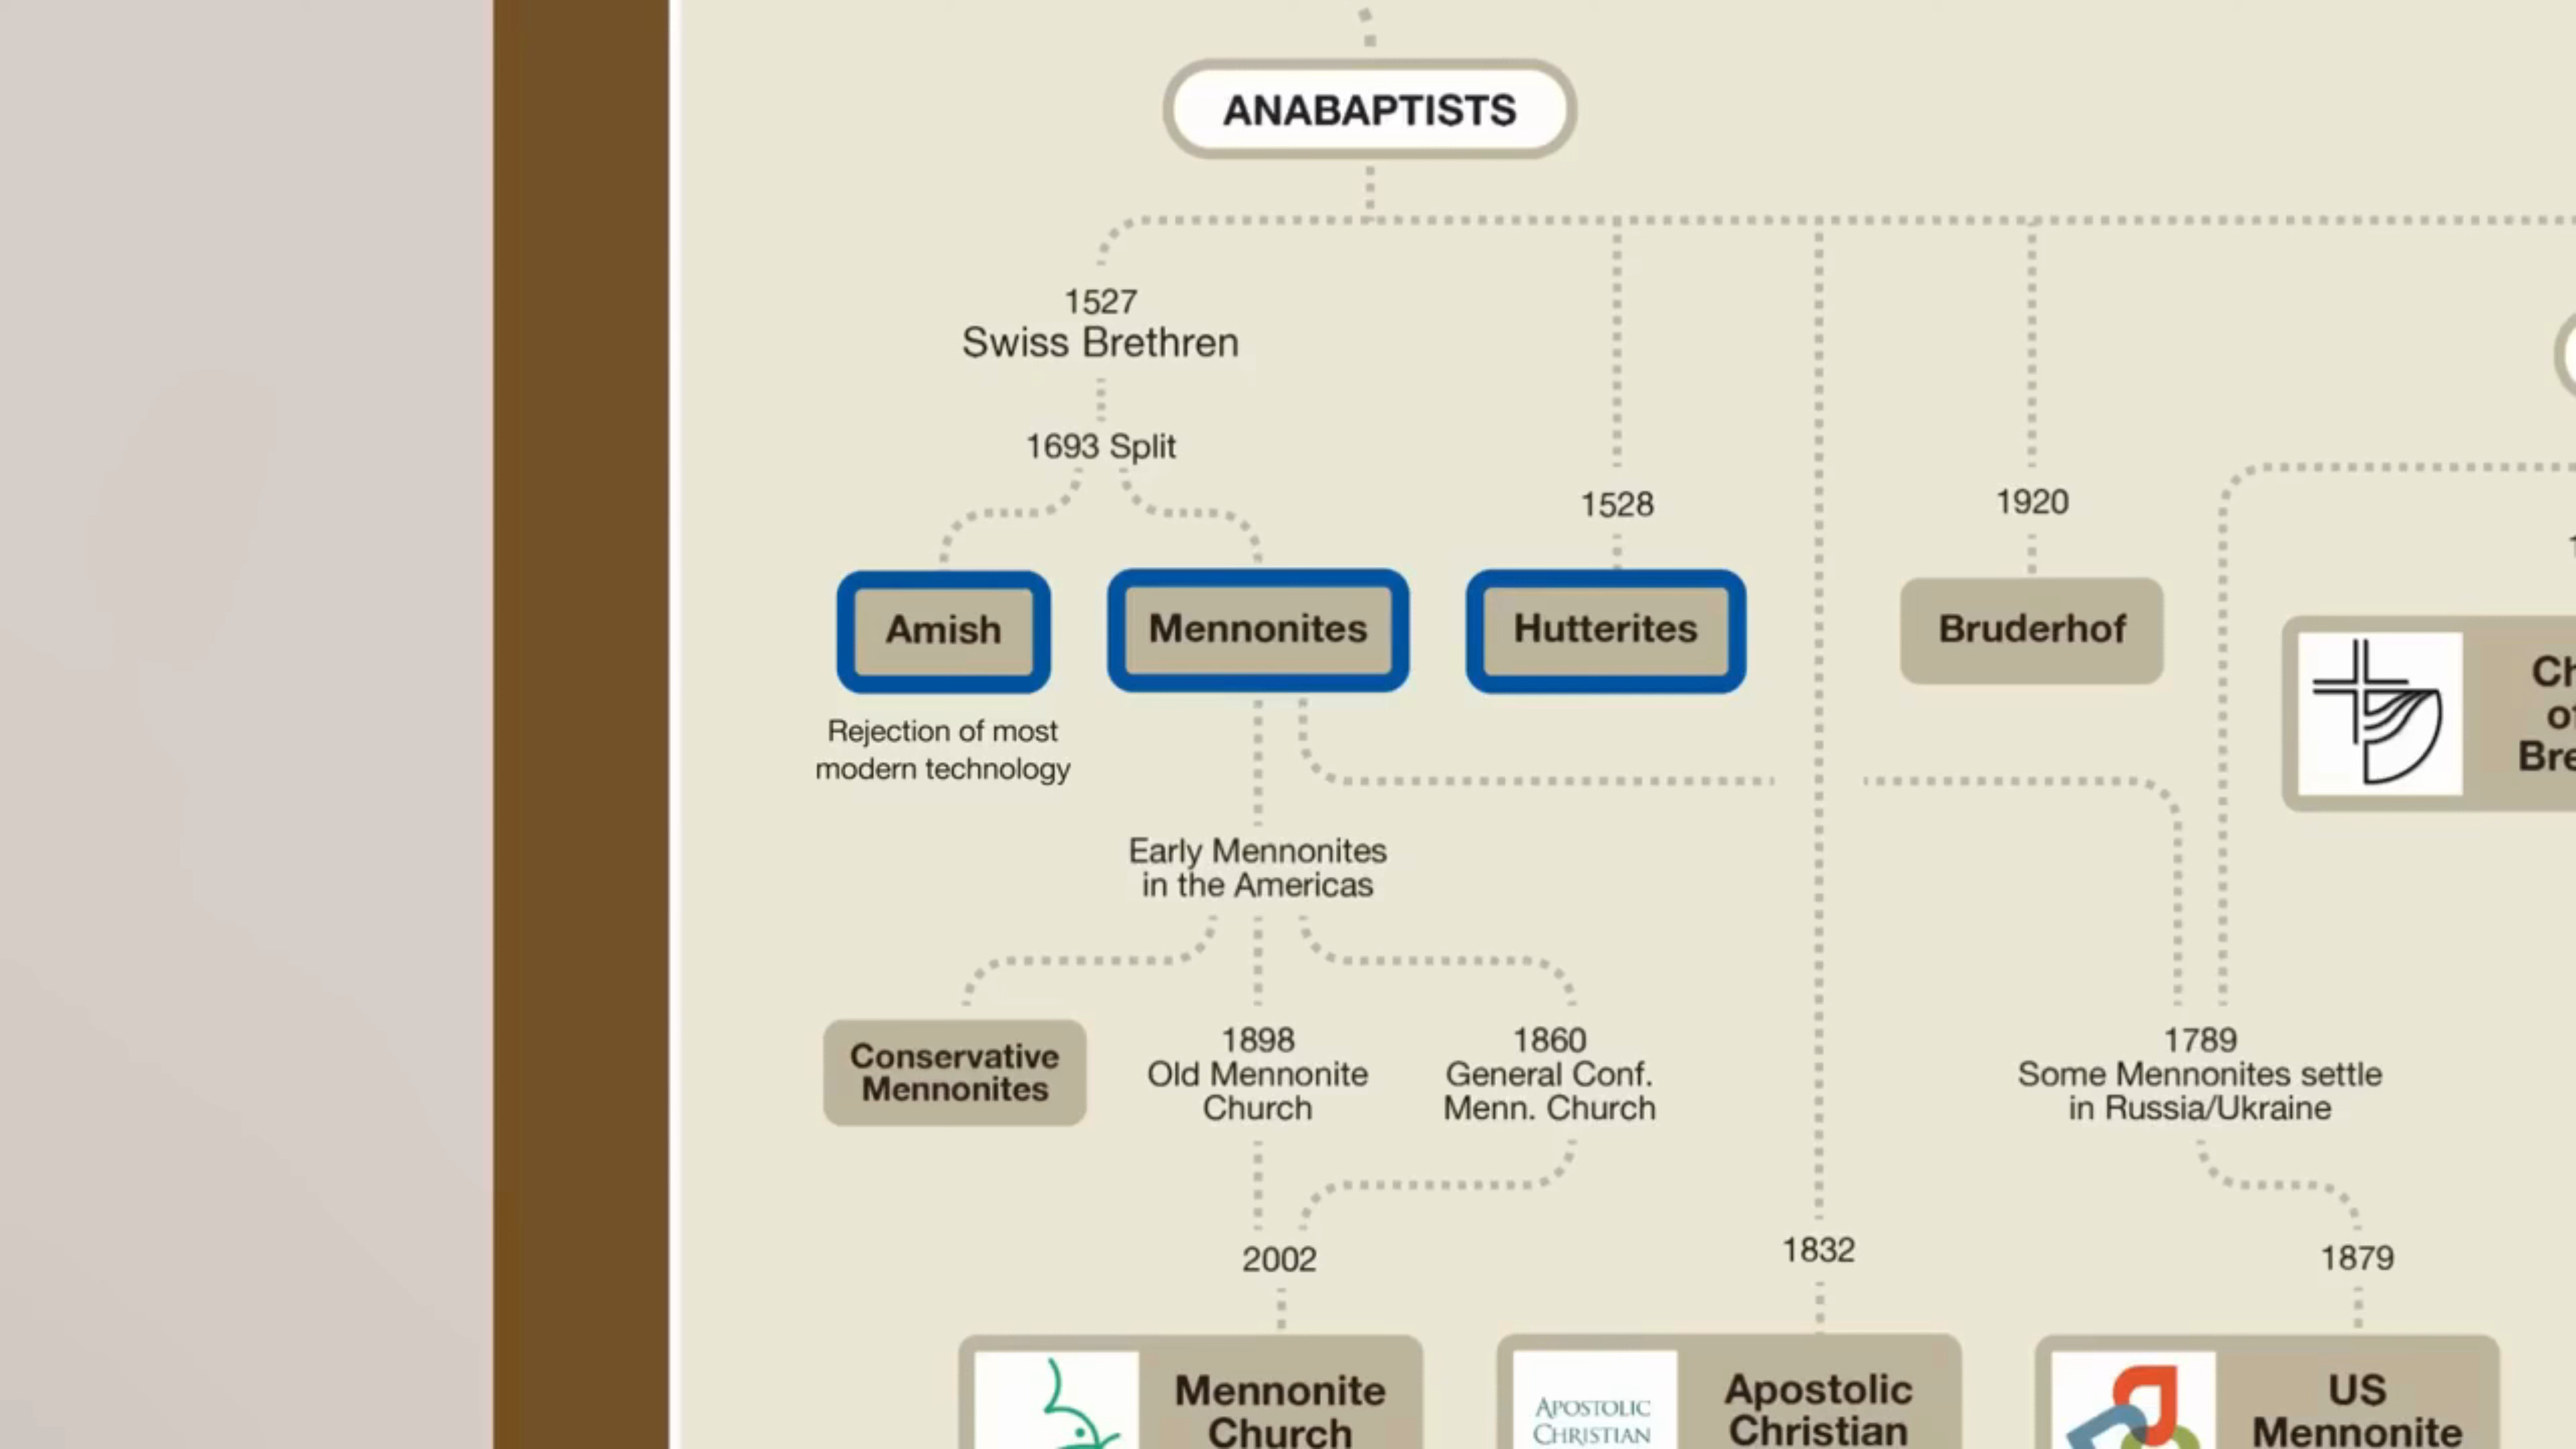 ANABAPTISTS
1527
Swiss Brethren
1693 Split
1528
1920
Amish
Mennonites
Hutterites
Bruderhof
Rejection of most
modern technology
Early Mennonites
in the Americas
Conservative
Mennonites
1898
Old Mennonite
Church
1860
General Conf.
Menn. Church
1789
Some Mennonites settle
in Russia/Ukraine
2002
1832
1879
Mennonite
Church
APOSTOLIC
CHRISTIAN
Apostolic
Christian
US
Mennonite